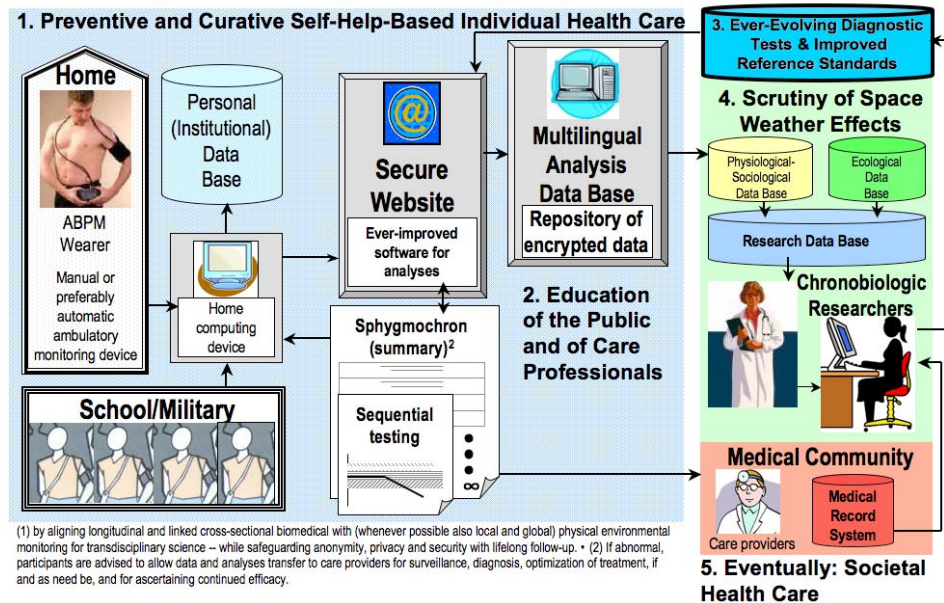 1. Preventive and Curative Self-Help-Based Individual Health Care
Home
ABPM
Wearer
Manual or
preferably
automatic
ambulatory
monitoring device
Personal
(Institutional)
Data
Base
Home
computing
device
School/Military
@
Secure
Website
Ever-improved
software for
analyses
Sphygmochron
(summary)2
Sequential
testing
∞
Multilingual
Analysis
Data Base
Repository of
encrypted data
2. Education
of the Public
and of Care
Professionals
3. Ever-Evolving Diagnostic
Tests & Improved
Reference Standards
4. Scrutiny of Space
Weather Effects
Physiological-
Sociological
Data Base
Ecological
Data
Base
Research Data Base
Chronobiologic
Researchers
Medical Community
Care providers
Medical
Record
System
5. Eventually: Societal
Health Care
(1) by aligning longitudinal and linked cross-sectional biomedical with (whenever possible also local and global) physical environmental
monitoring for transdisciplinary science -- while safeguarding anonymity, privacy and security with lifelong follow-up. • (2) If abnormal,
participants are advised to allow data and analyses transfer to care providers for surveillance, diagnosis, optimization of treatment, if
and as need be, and for ascertaining continued efficacy.